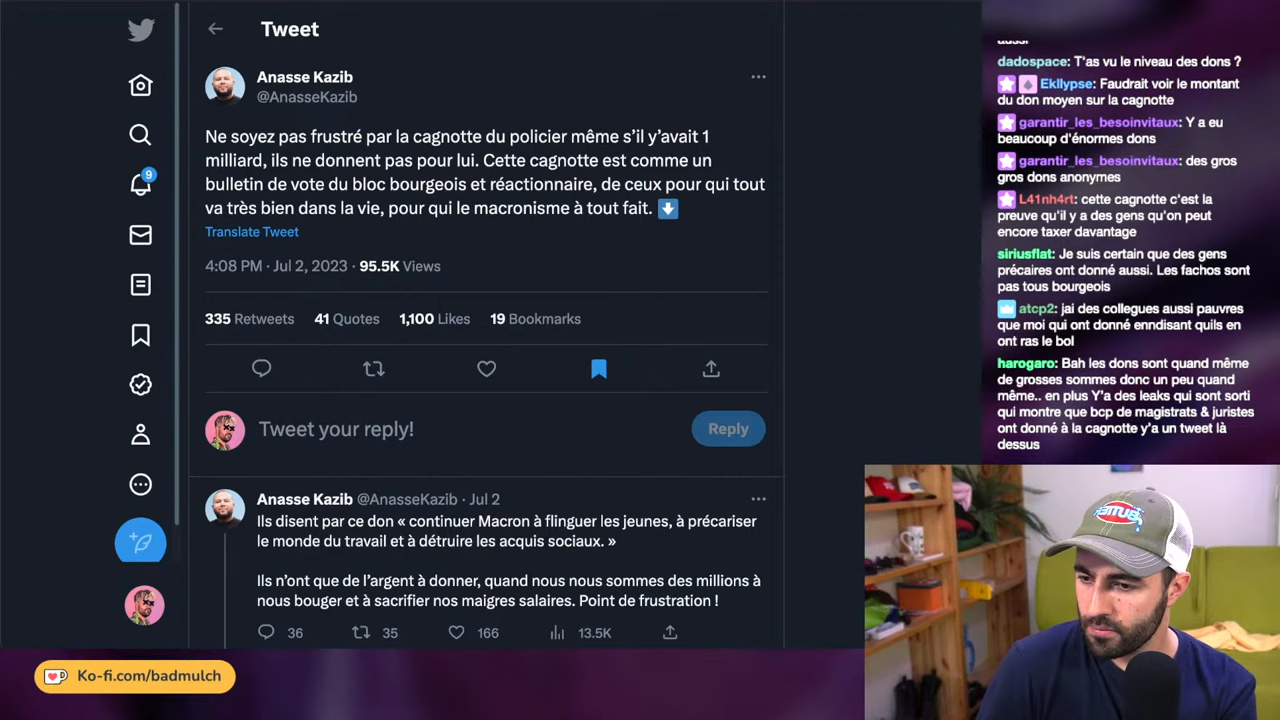 Tweet
Anasse Kazib
@AnasseKazib
Ne soyez pas frustré par la cagnotte du policier même s’il y’avait 1
milliard, ils ne donnent pas pour lui. Cette cagnotte est comme un
bulletin de vote du bloc bourgeois et réactionnaire, de ceux pour qui tout
va très bien dans la vie, pour qui le macronisme à tout fait. ⬇️
Translate Tweet
4:08 PM · Jul 2, 2023 · 95.5K Views
335 Retweets 41 Quotes 1,100 Likes 19 Bookmarks
Tweet your reply!
Reply
Anasse Kazib @AnasseKazib · Jul 2
Ils disent par ce don « continuer Macron à flinguer les jeunes, à précariser
le monde du travail et à détruire les acquis sociaux. »
Ils n’ont que de l’argent à donner, quand nous nous sommes des millions à
nous bouger et à sacrifier nos maigres salaires. Point de frustration !
36 35 166 13.5K
9
Ko-fi.com/badmulch
dadospace: T'as vu le niveau des dons ?
Ekllypse: Faudrait voir le montant
du don moyen sur la cagnotte
garantir_les_besoinvitaux: Y a eu
beaucoup d'énormes dons
garantir_les_besoinvitaux: des gros
gros dons anonymes
L41nh4rt: cette cagnotte c'est la
preuve qu'il y a des gens qu'on peut
encore taxer davantage
siriusflat: Je suis certain que des gens
précaires ont donné aussi. Les fachos sont
pas tous bourgeois
atcp2: jai des collegues aussi pauvres
que moi qui ont donné enndisant quils en
ont ras le bol
harogaro: Bah les dons sont quand même
de grosses sommes donc un peu quand
même.. en plus Y'a des leaks qui sont sorti
qui montre que bcp de magistrats & juristes
ont donné à la cagnotte y'a un tweet là
dessus